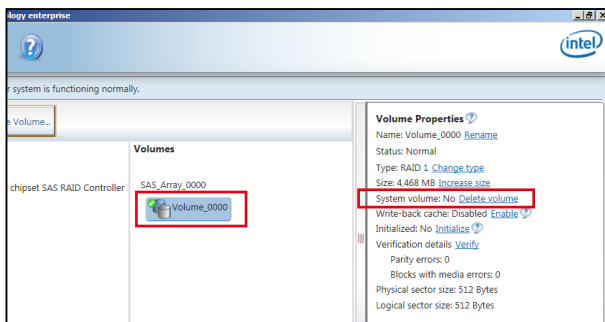 ology enterprise
intel
r system is functioning normally.
e Volume...
Volumes
chipset SAS RAID Controller
SAS_Array_0000
Volume_0000
Volume Properties
Name: Volume_0000 Rename
Status: Normal
Type: RAID 1 Change type
Size: 4,468 MB Increase size
System volume: No Delete volume
Write-back cache: Disabled Enable
Initialized: No Initialize
Verification details Verify
Parity errors: 0
Blocks with media errors: 0
Physical sector size: 512 Bytes
Logical sector size: 512 Bytes